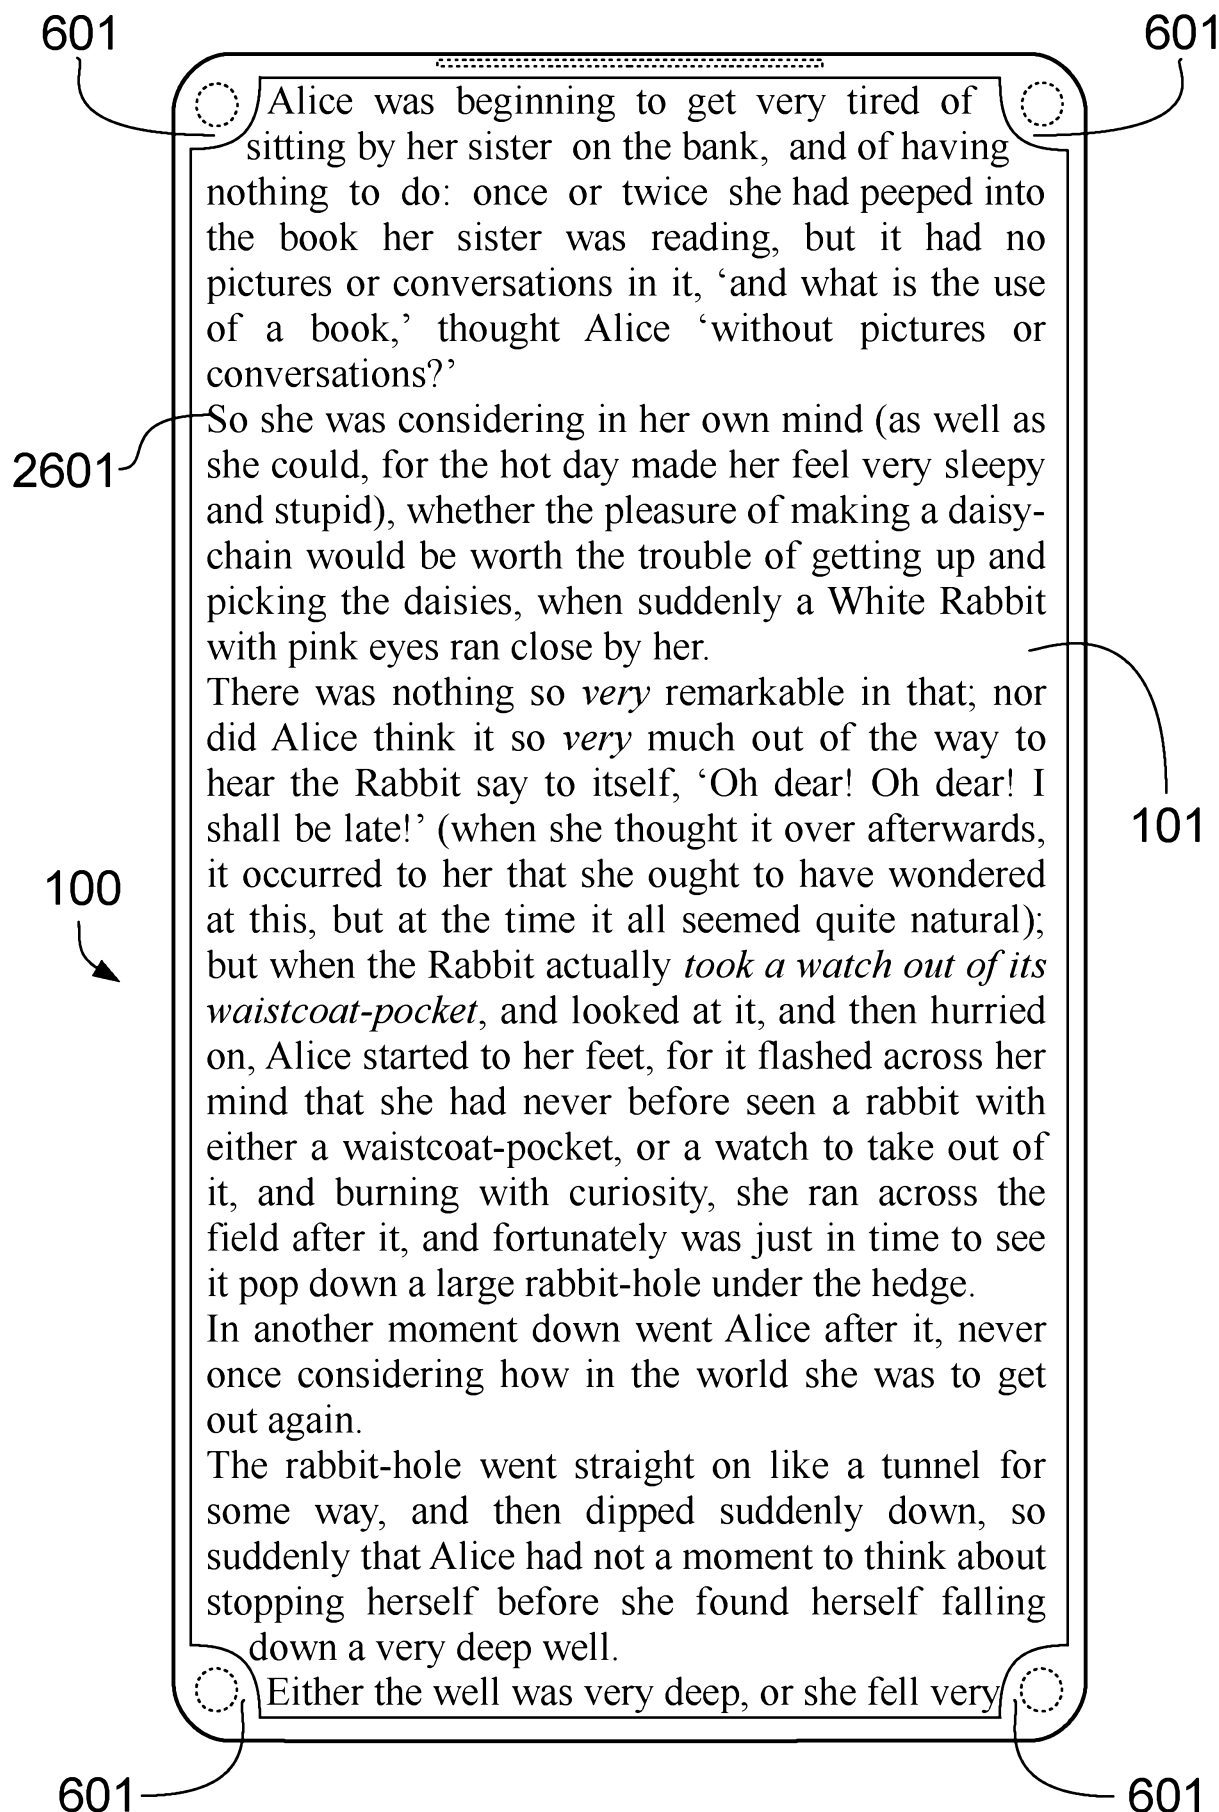 601
601
Alice was beginning to get very tired of
sitting by her sister on the bank, and of having
nothing to do: once or twice she had peeped into
the book her sister was reading, but it had no
pictures or conversations in it, ‘and what is the use
of a book,’ thought Alice ‘without pictures or
conversations?’
So she was considering in her own mind (as well as
2601
she could, for the hot day made her feel very sleepy
and stupid), whether the pleasure of making a daisy-
chain would be worth the trouble of getting up and
picking the daisies, when suddenly a White Rabbit
with pink eyes ran close by her.
There was nothing so very remarkable in that; nor
did Alice think it so very much out of the way to
hear the Rabbit say to itself, ‘Oh dear! Oh dear! I
shall be late!’ (when she thought it over afterwards,
101
it occurred to her that she ought to have wondered
100
at this, but at the time it all seemed quite natural);
but when the Rabbit actually took a watch out of its
waistcoat-pocket, and looked at it, and then hurried
on, Alice started to her feet, for it flashed across her
mind that she had never before seen a rabbit with
either a waistcoat-pocket, or a watch to take out of
it, and burning with curiosity, she ran across the
field after it, and fortunately was just in time to see
it pop down a large rabbit-hole under the hedge.
In another moment down went Alice after it, never
once considering how in the world she was to get
out again.
The rabbit-hole went straight on like a tunnel for
some way, and then dipped suddenly down, so
suddenly that Alice had not a moment to think about
stopping herself before she found herself falling
down a very deep well.
Either the well was very deep, or she fell very
601
601